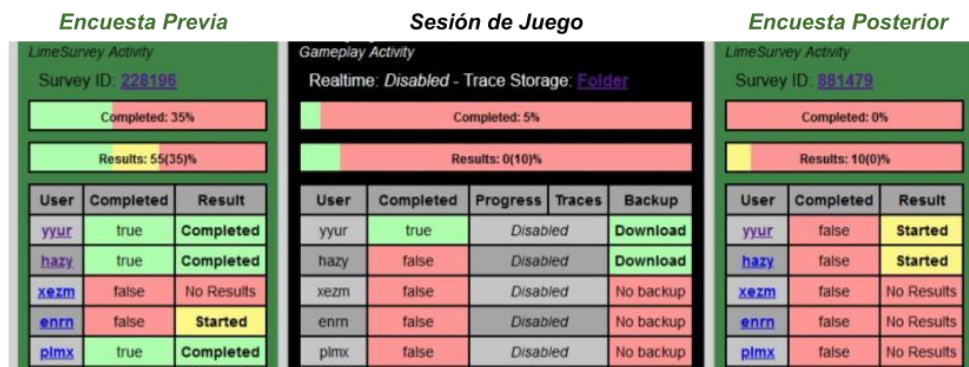 Encuesta Previa
LimeSurvey Activity
Survey ID: 228196
Completed: 35%
Results: 55(35)%
User Completed Result
yyur true Completed
hazy true Completed
xezm false No Results
enrn false Started
plmx true Completed
Sesión de Juego
Gameplay Activity
Realtime: Disabled - Trace Storage: Folder
Completed: 5%
Results: 0(10)%
User Completed Progress Traces Backup
yyur true Disabled Download
hazy false Disabled Download
xezm false Disabled No backup
enrn false Disabled No backup
plmx false Disabled No backup
Encuesta Posterior
LimeSurvey Activity
Survey ID: 881479
Completed: 0%
Results: 10(0)%
User Completed Result
yyur false Started
hazy false Started
xezm false No Results
enrn false No Results
plmx false No Results